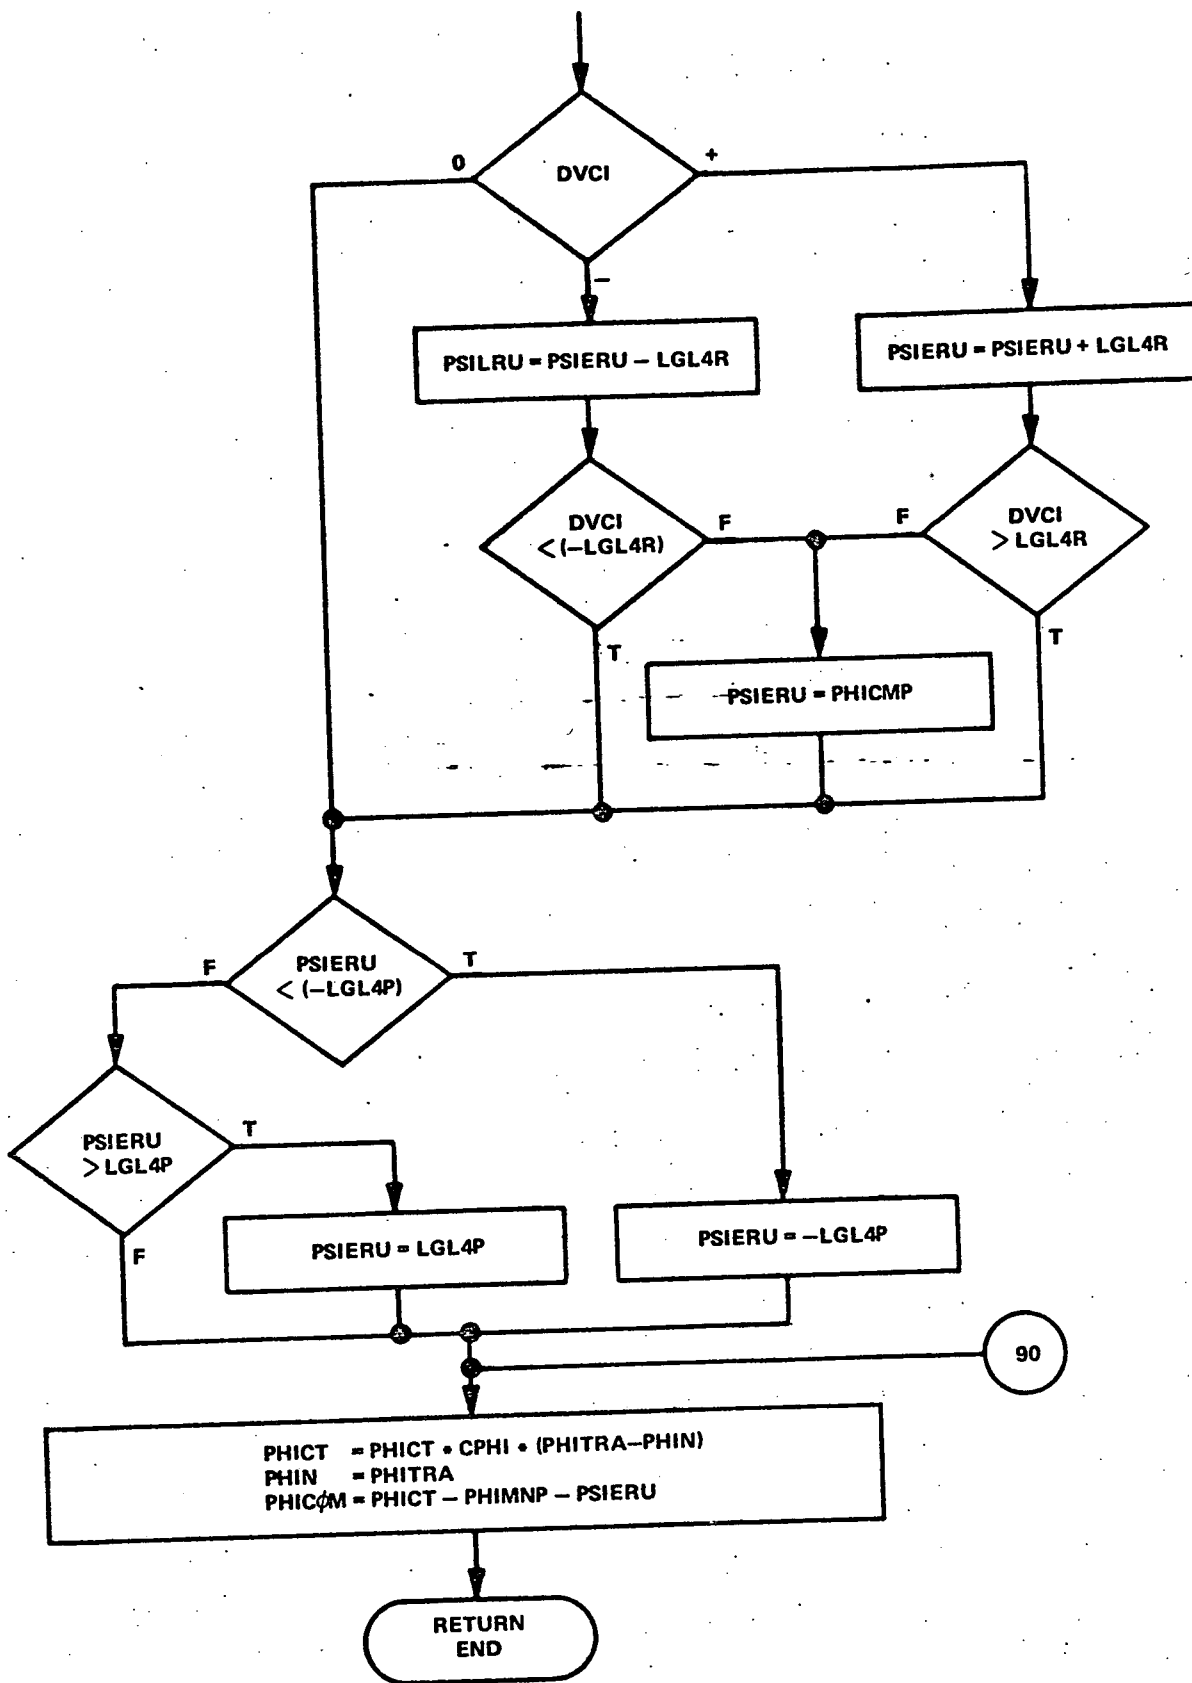 DVCI
0
+
−
PSILRU = PSIERU − LGL4R
PSIERU = PSIERU + LGL4R
DVCI
< (−LGL4R)
F
F
DVCI
> LGL4R
T
T
PSIERU = PHICMP
PSIERU
< (−LGL4P)
F
T
PSIERU
> LGL4P
T
F
PSIERU = LGL4P
PSIERU = −LGL4P
90
PHICT = PHICT * CPHI * (PHITRA−PHIN)
PHIN = PHITRA
PHICØM = PHICT − PHIMNP − PSIERU
RETURN
END